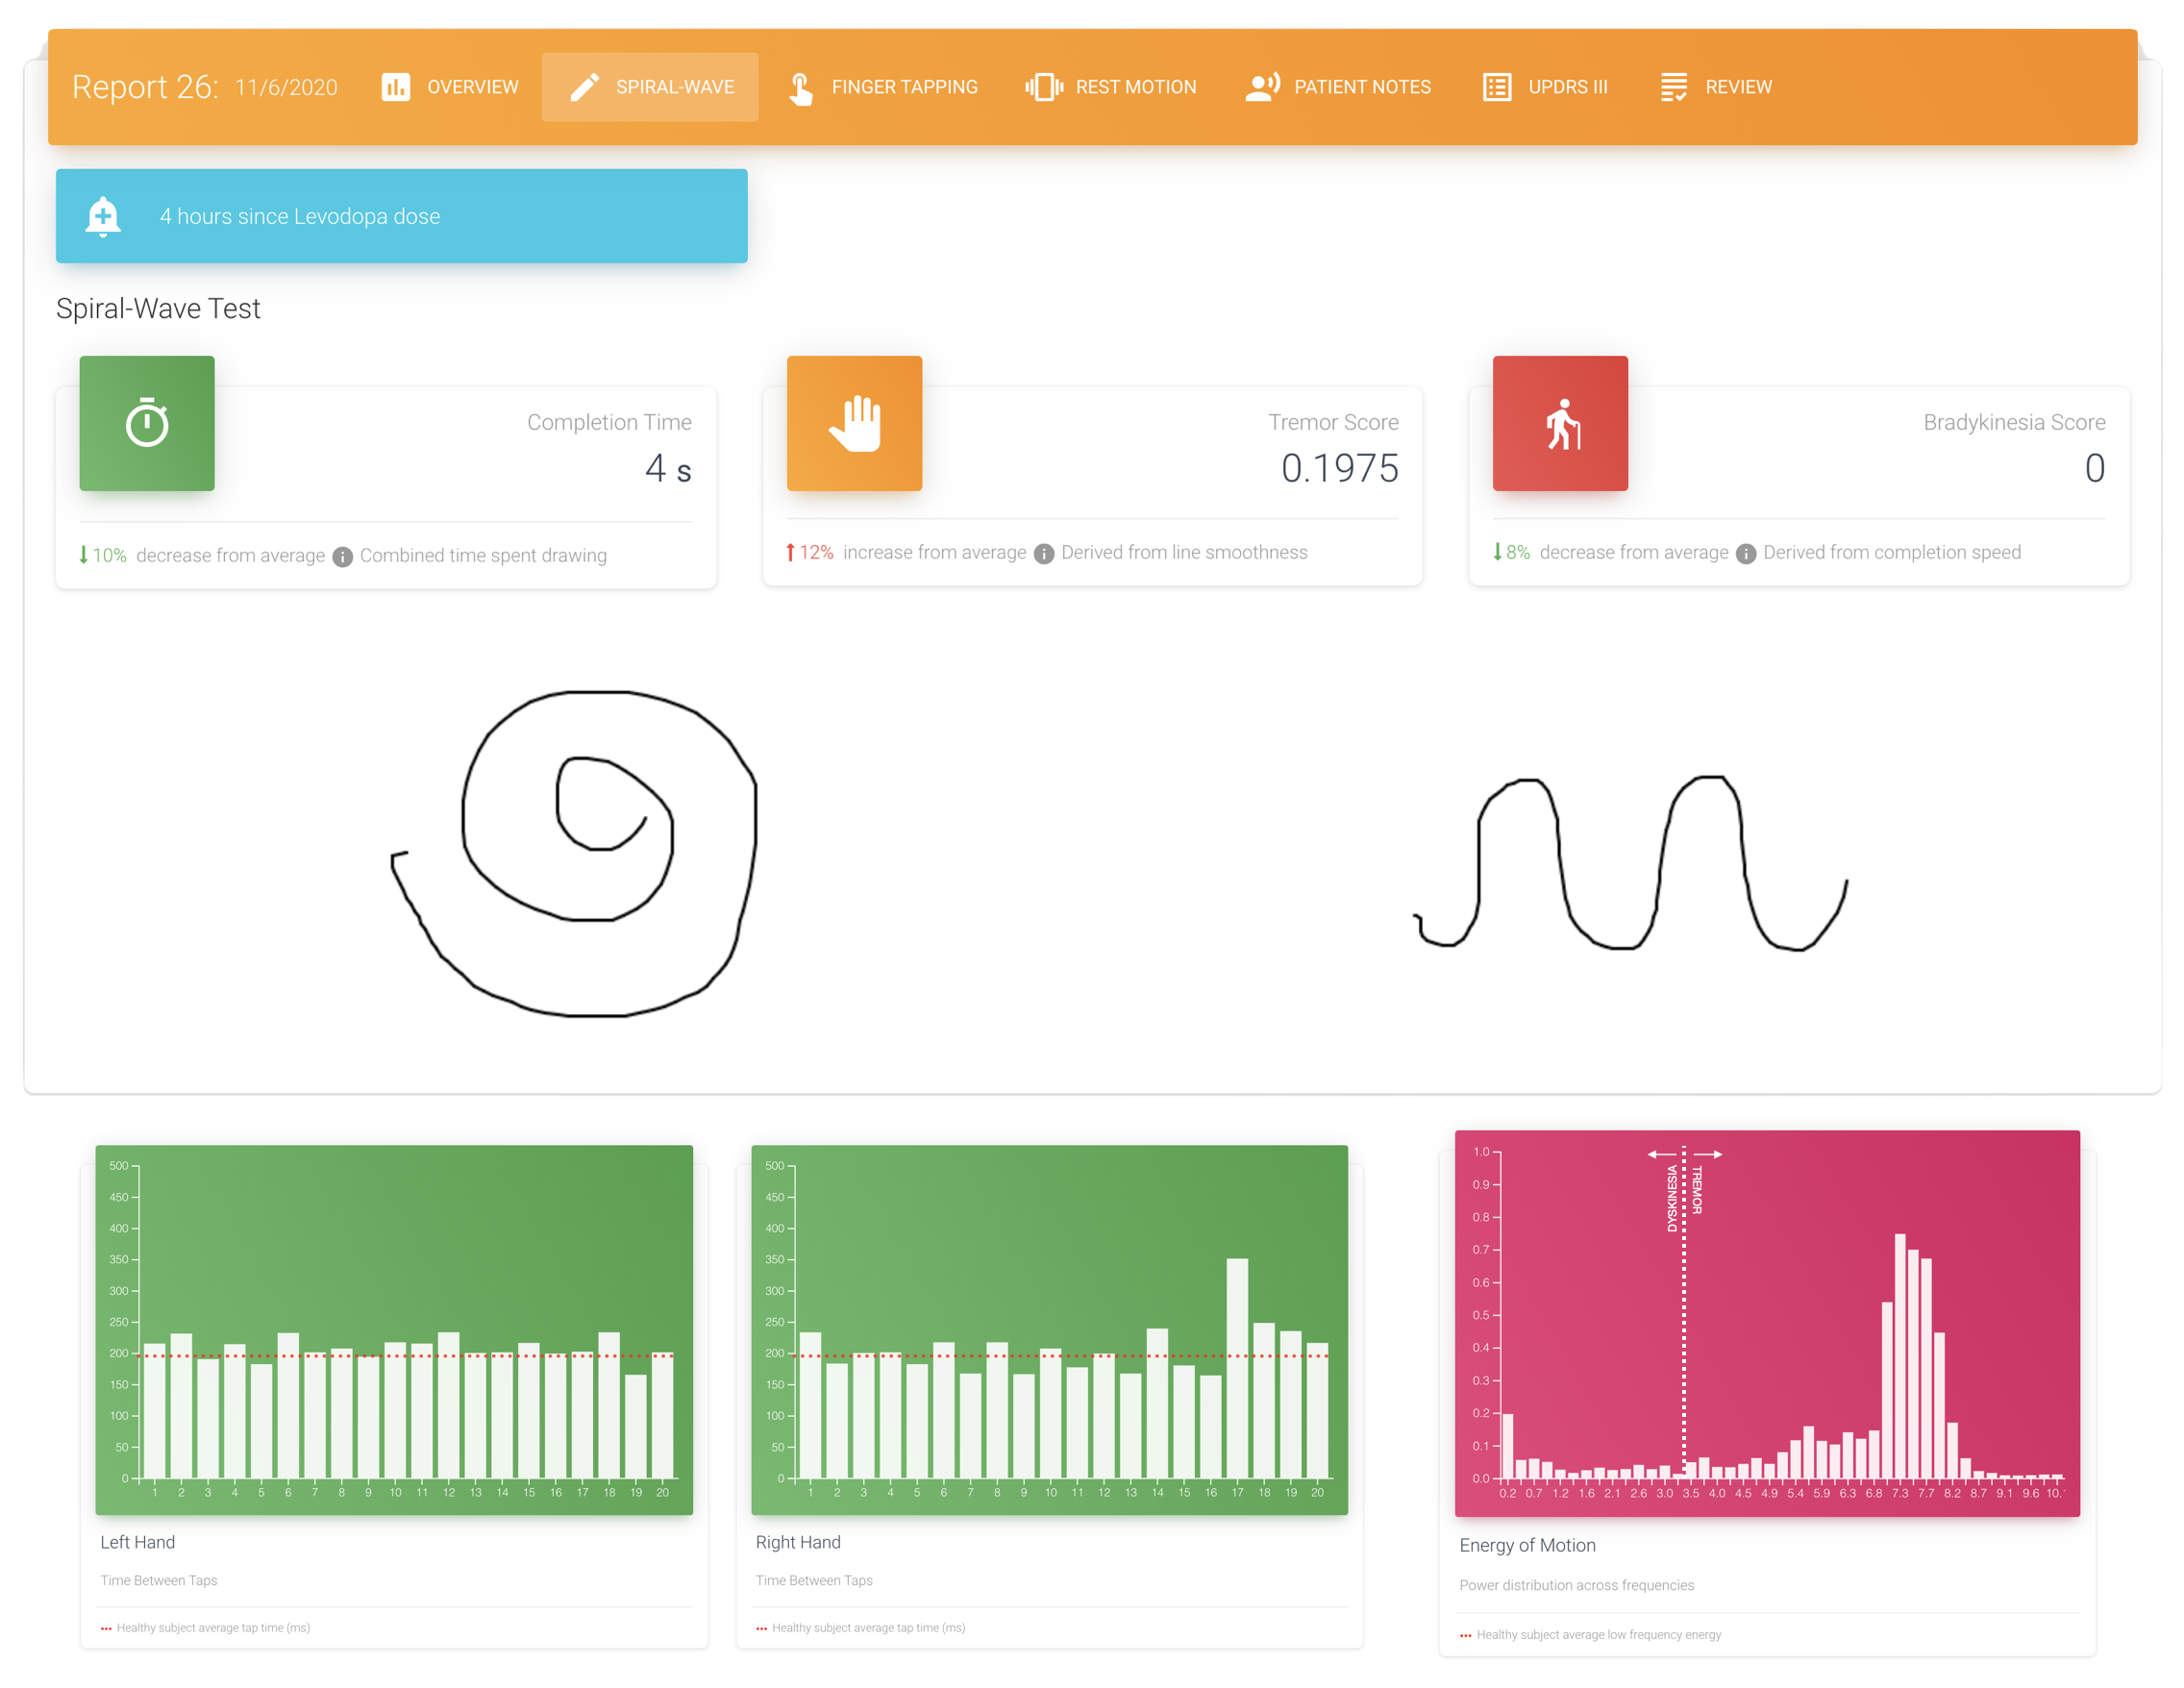 Report 26: 11/6/2020 OVERVIEW SPIRAL-WAVE FINGER TAPPING REST MOTION PATIENT NOTES UPDRS III REVIEW
4 hours since Levodopa dose
Spiral-Wave Test
Completion Time
4 s
10% decrease from average Combined time spent drawing
Tremor Score
0.1975
12% increase from average Derived from line smoothness
Bradykinesia Score
0
8% decrease from average Derived from completion speed
500
450
400
350
300
250
200
150
100
50
0
1 2 3 4 5 6 7 8 9 10 11 12 13 14 15 16 17 18 19 20
Left Hand
Time Between Taps
Healthy subject average tap time (ms)
500
450
400
350
300
250
200
150
100
50
0
1 2 3 4 5 6 7 8 9 10 11 12 13 14 15 16 17 18 19 20
Right Hand
Time Between Taps
Healthy subject average tap time (ms)
DYSKINESIA
TREMOR
1.0
0.9
0.8
0.7
0.6
0.5
0.4
0.3
0.2
0.1
0.0
0.2 0.7 1.2 1.6 2.1 2.6 3.0 3.5 4.0 4.5 4.9 5.4 5.9 6.3 6.8 7.3 7.7 8.2 8.7 9.1 9.6 10.
Energy of Motion
Power distribution across frequencies
Healthy subject average low frequency energy